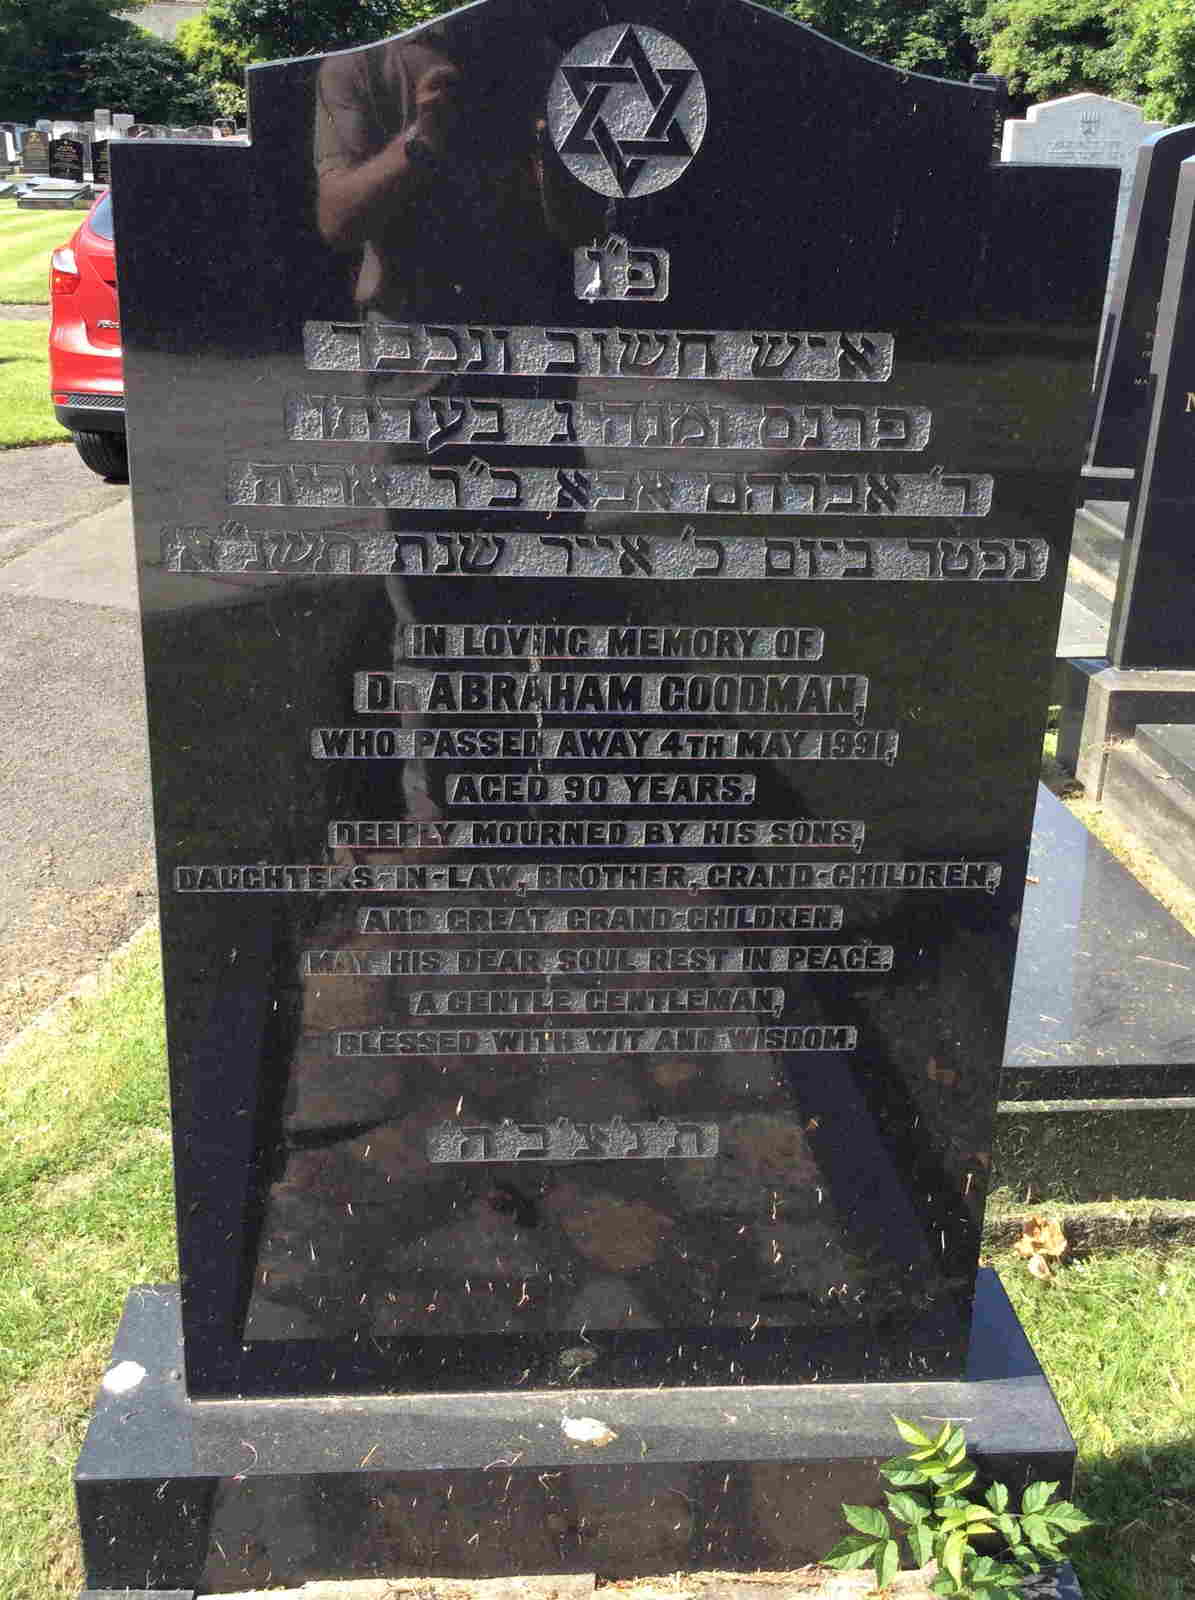 פ"נ
איש חשוב ונכבד
פרנס ומנהיג בעדתו
ר' אברהם אבא ב"ר אריה
נפטר ביום כ' אייר שנת תשנ"א
IN LOVING MEMORY OF
DR ABRAHAM GOODMAN,
WHO PASSED AWAY 4TH MAY 1991,
AGED 90 YEARS.
DEEPLY MOURNED BY HIS SONS,
DAUGHTERS-IN-LAW, BROTHER, GRAND-CHILDREN,
AND GREAT GRAND-CHILDREN.
MAY HIS DEAR SOUL REST IN PEACE.
A GENTLE GENTLEMAN,
BLESSED WITH WIT AND WISDOM.
ת'נ'צ'ב'ה'